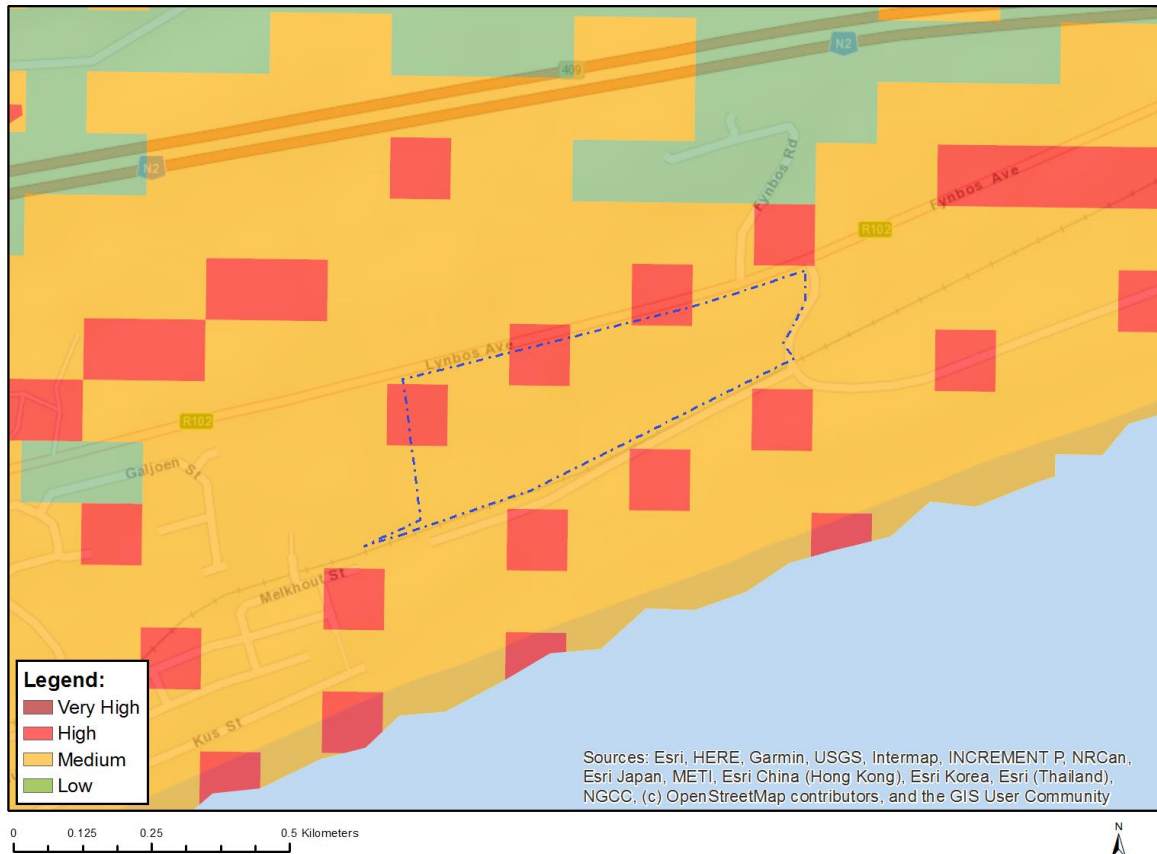 409
N2
N2
Fynbos Rd
Fynbos Ave
R102
Lynbos Ave
R102
Galjoen St
Melkhout St
Kus St
Legend:
Very High
High
Medium
Low
Sources: Esri, HERE, Garmin, USGS, Intermap, INCREMENT P, NRCan,
Esri Japan, METI, Esri China (Hong Kong), Esri Korea, Esri (Thailand),
NGCC, (c) OpenStreetMap contributors, and the GIS User Community
0 0.125 0.25 0.5 Kilometers
N